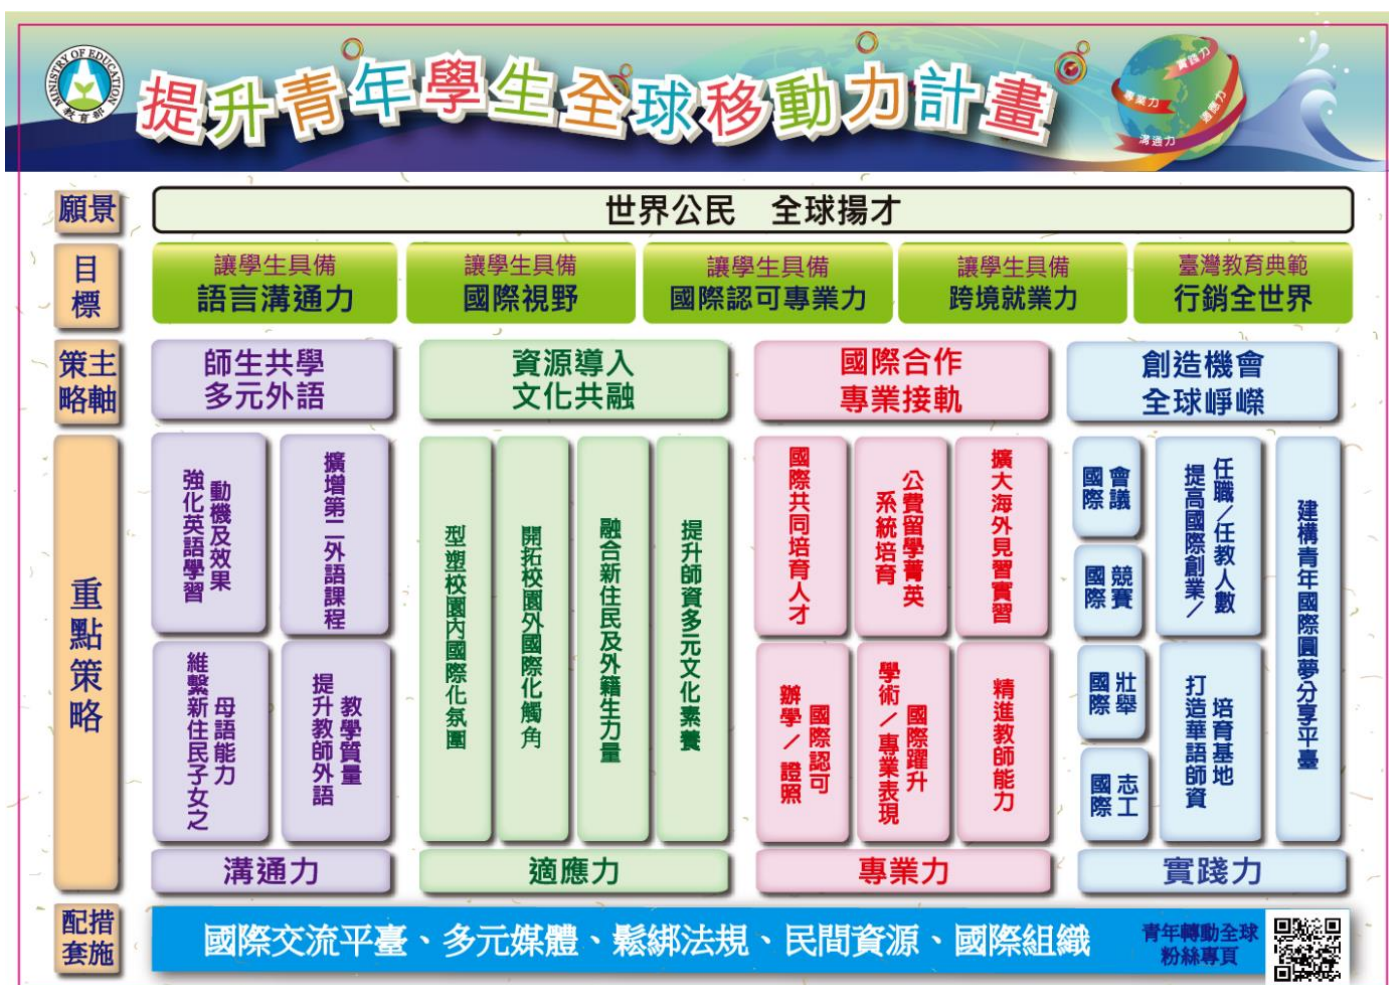 MINISTRY OF EDUCATION
教育部
提升青年學生全球移動力計畫
實踐力
專業力
適應力
溝通力
願景
世界公民 全球揚才
目標
讓學生具備
語言溝通力
讓學生具備
國際視野
讓學生具備
國際認可專業力
讓學生具備
跨境就業力
臺灣教育典範
行銷全世界
主軸
策略
師生共學
多元外語
資源導入
文化共融
國際合作
專業接軌
創造機會
全球崢嶸
重點策略
強化英語學習
動機及效果
擴增第二外語課程
維繫新住民子女之
母語能力
提升教師外語
教學質量
型塑校園內國際化氛圍
開拓校園外國際化觸角
融合新住民及外籍生力量
提升師資多元文化素養
國際共同培育人才
公費留學菁英
系統培育
擴大海外見習實習
國際認可
辦學／證照
國際躍升
學術／專業表現
精進教師能力
國際會議
國際競賽
國際壯舉
國際志工
提高國際創業／
任職／任教人數
打造華語師資
培育基地
建構青年國際圓夢分享平臺
溝通力
適應力
專業力
實踐力
配套
措施
國際交流平臺、多元媒體、鬆綁法規、民間資源、國際組織
青年轉動全球
粉絲專頁